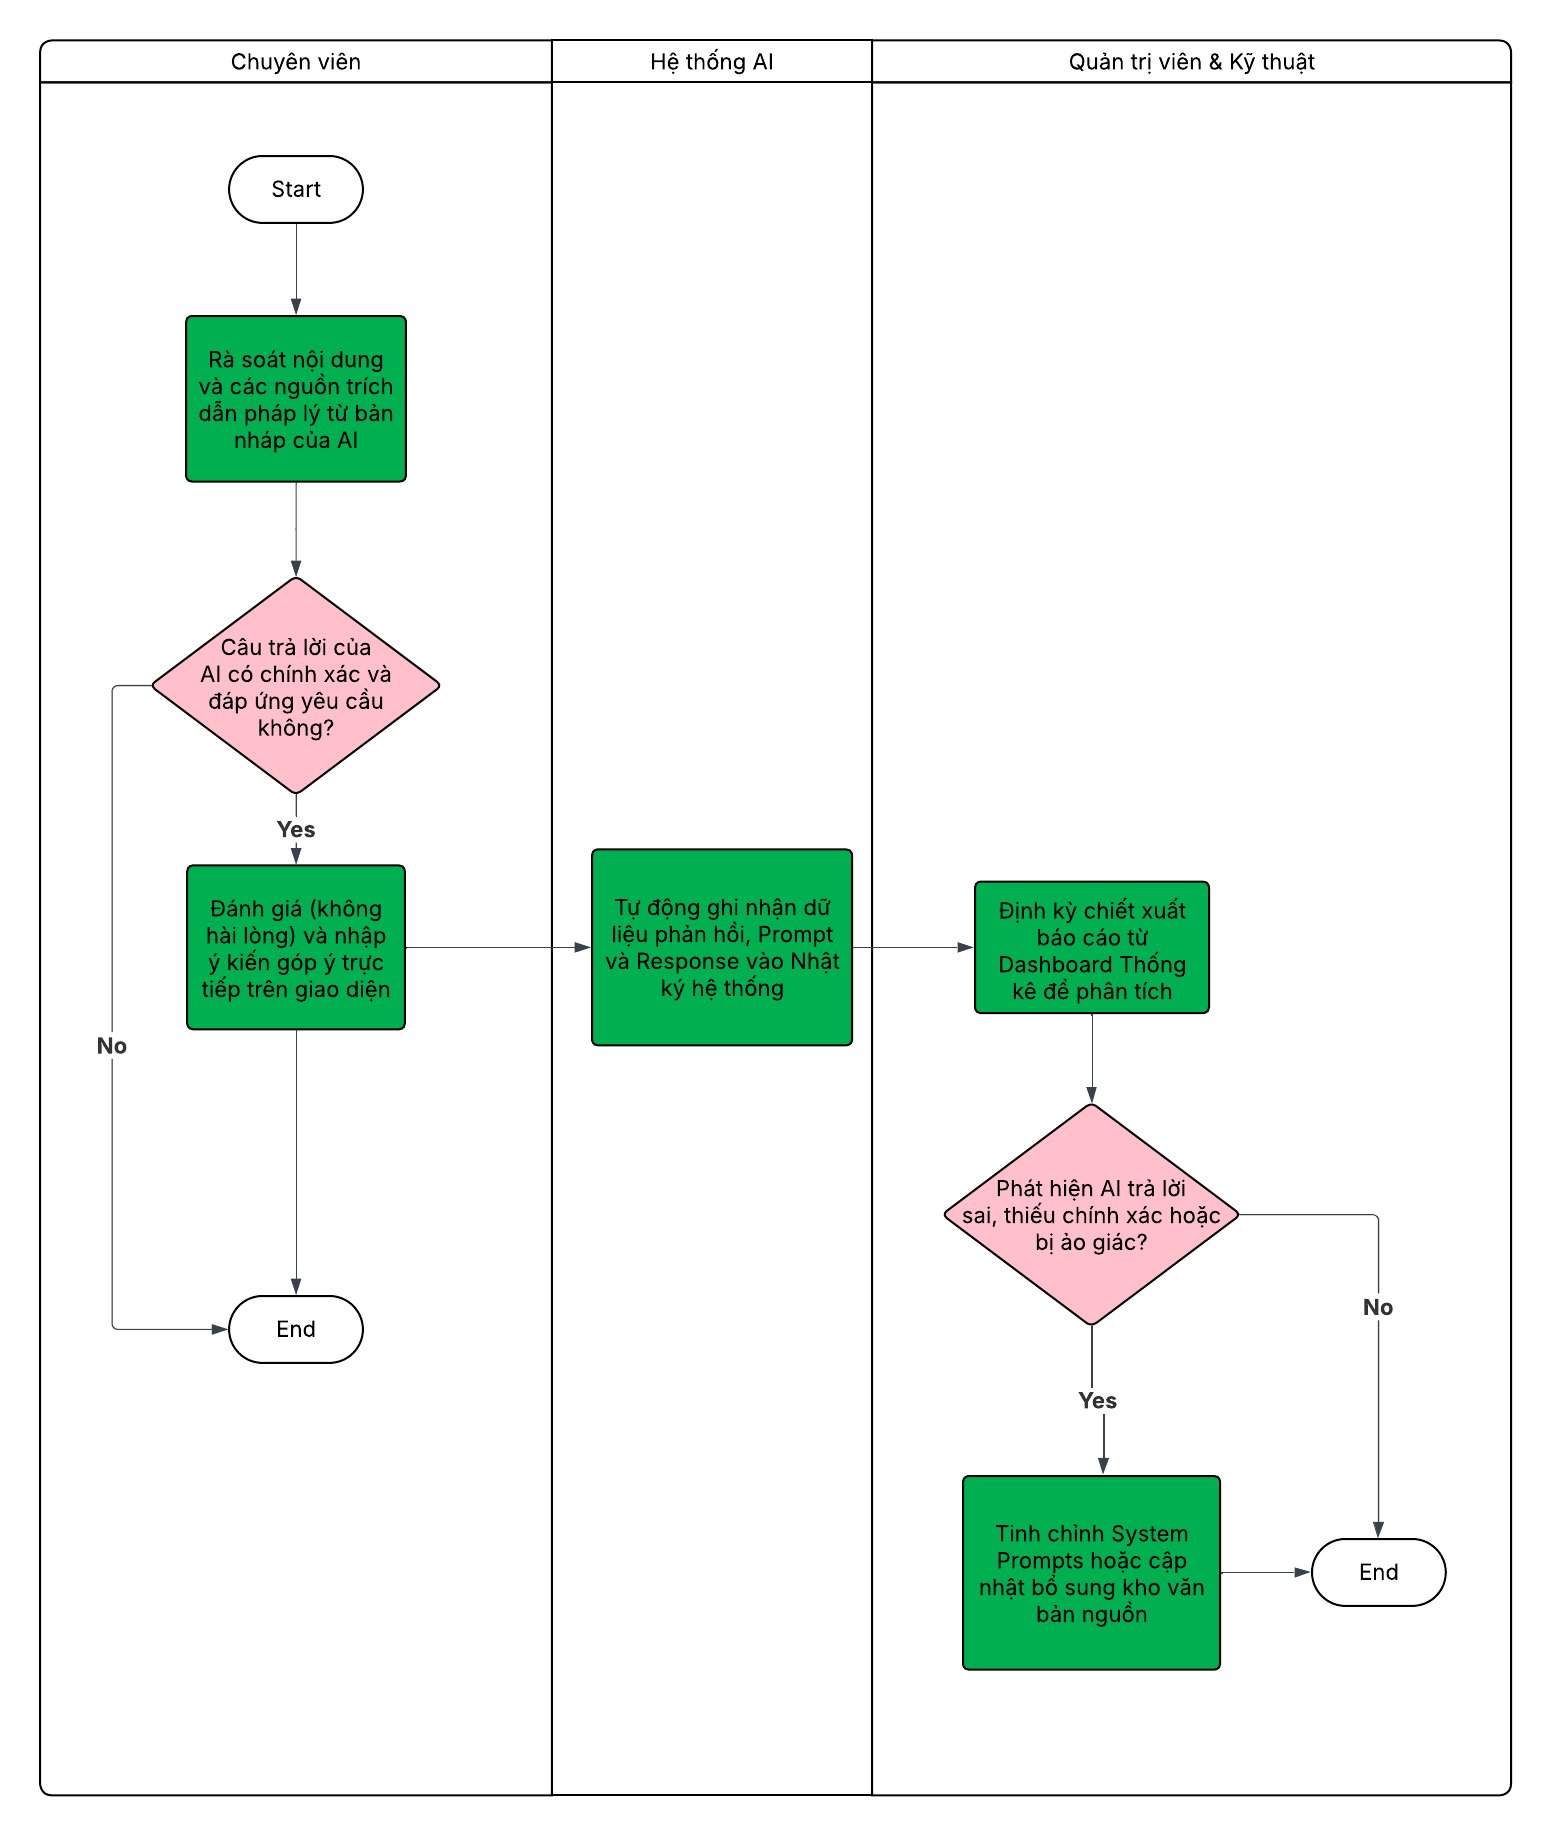 Chuyên viên
Hệ thống AI
Quản trị viên & Kỹ thuật
Start
Rà soát nội dung
và các nguồn trích
dẫn pháp lý từ bản
nháp của AI
Câu trả lời của
AI có chính xác và
đáp ứng yêu cầu
không?
Yes
No
Đánh giá (không
hài lòng) và nhập
ý kiến góp ý trực
tiếp trên giao diện
End
Tự động ghi nhận dữ
liệu phản hồi, Prompt
và Response vào Nhật
ký hệ thống
Định kỳ chiết xuất
báo cáo từ
Dashboard Thống
kê để phân tích
Phát hiện AI trả lời
sai, thiếu chính xác hoặc
bị ảo giác?
No
Yes
Tinh chỉnh System
Prompts hoặc cập
nhật bổ sung kho văn
bản nguồn
End